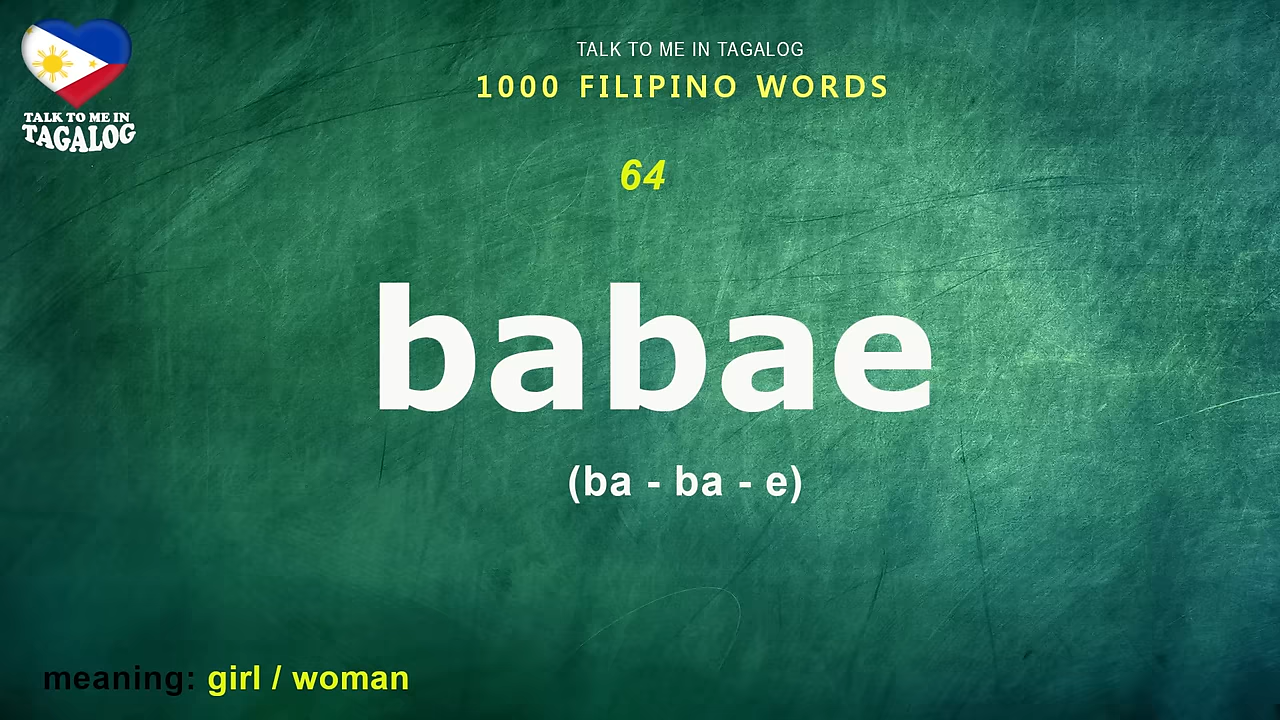 TALK TO ME IN
TAGALOG
TALK TO ME IN TAGALOG
1000 FILIPINO WORDS
64
babae
(ba - ba - e)
meaning: girl / woman